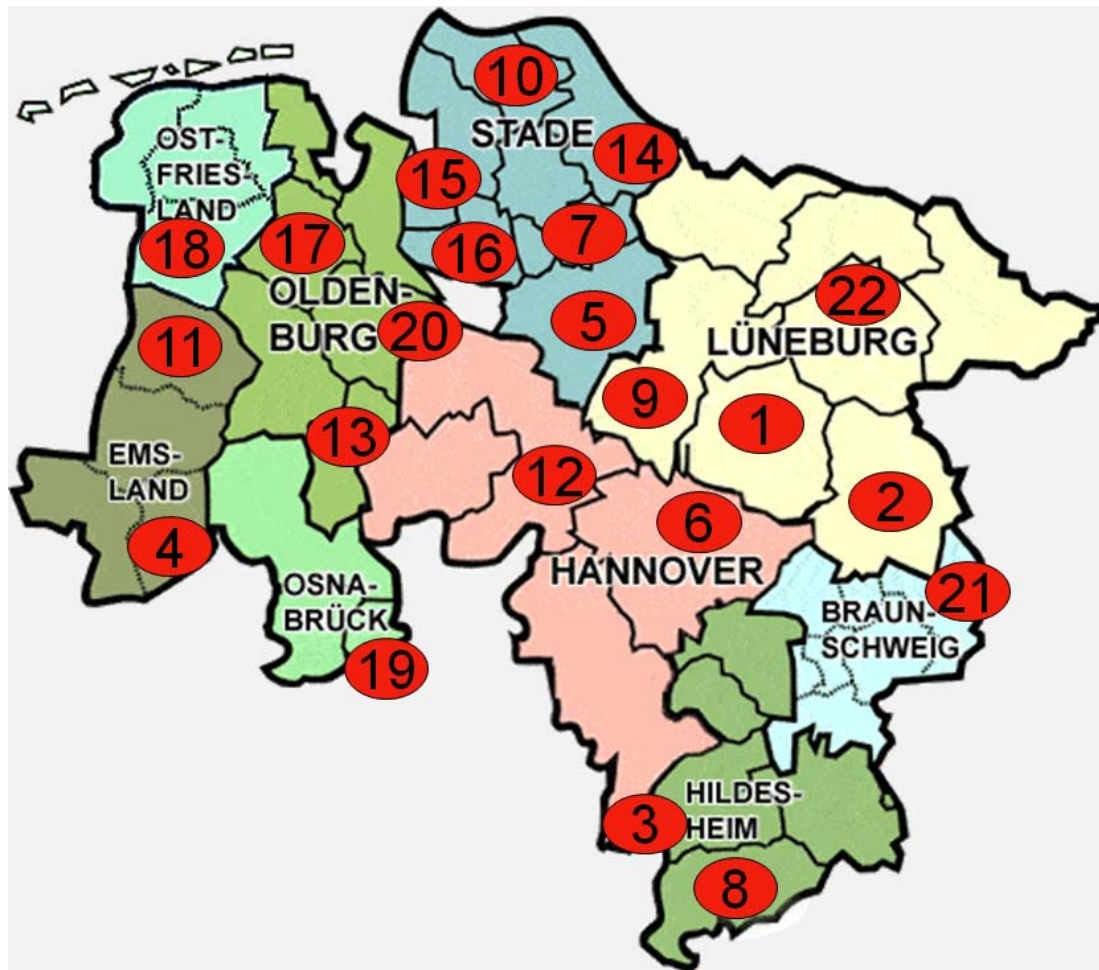 10
STADE
14
OST-
FRIES-
LAND
15
18
17
16
7
OLDEN-
BURG
20
22
5
LÜNEBURG
11
9
1
13
EMS-
LAND
12
2
6
4
HANNOVER
OSNA-
BRÜCK
21
BRAUN-
SCHWEIG
19
HILDES-
HEIM
3
8